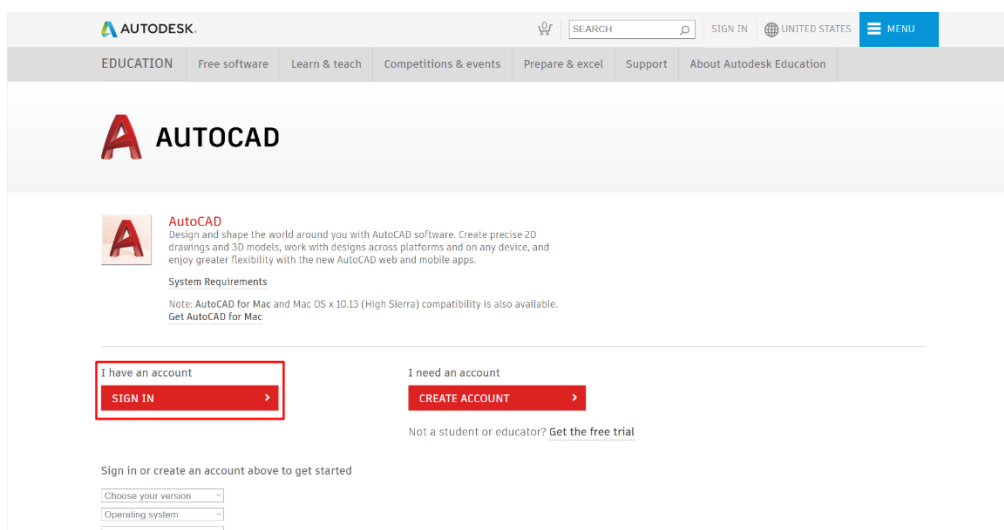 AUTODESK.
0
SEARCH
SIGN IN
UNITED STATES
MENU
EDUCATION
Free software
Learn & teach
Competitions & events
Prepare & excel
Support
About Autodesk Education
AUTOCAD
AutoCAD
Design and shape the world around you with AutoCAD software. Create precise 2D
drawings and 3D models, work with designs across platforms and on any device, and
enjoy greater flexibility with the new AutoCAD web and mobile apps.
System Requirements
Note: AutoCAD for Mac and Mac OS x 10.13 (High Sierra) compatibility is also available.
Get AutoCAD for Mac
I have an account
SIGN IN
I need an account
CREATE ACCOUNT
Not a student or educator? Get the free trial
Sign in or create an account above to get started
Choose your version
Operating system